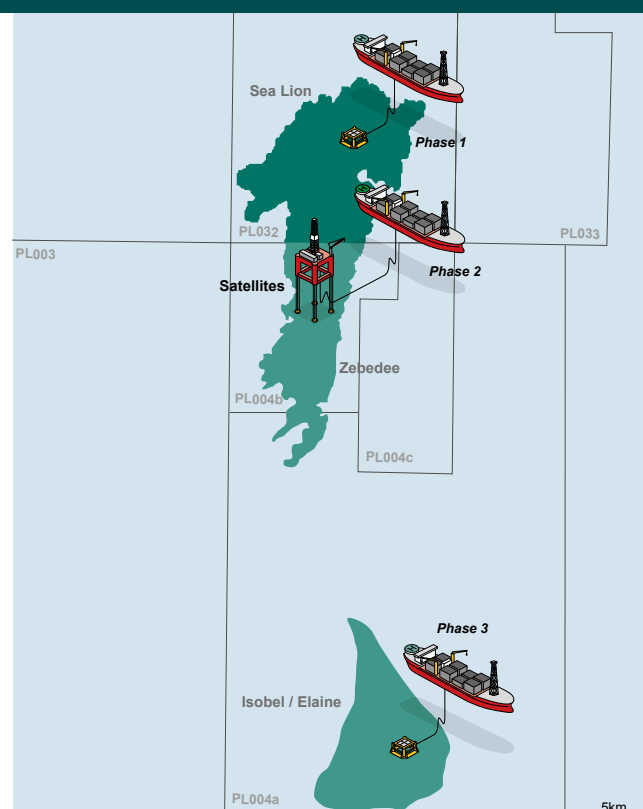 Sea Lion
Phase 1
PL032
PL033
PL003
Phase 2
Satellites
Zebedee
PL004b
PL004c
Phase 3
Isobel / Elaine
PL004a
5km